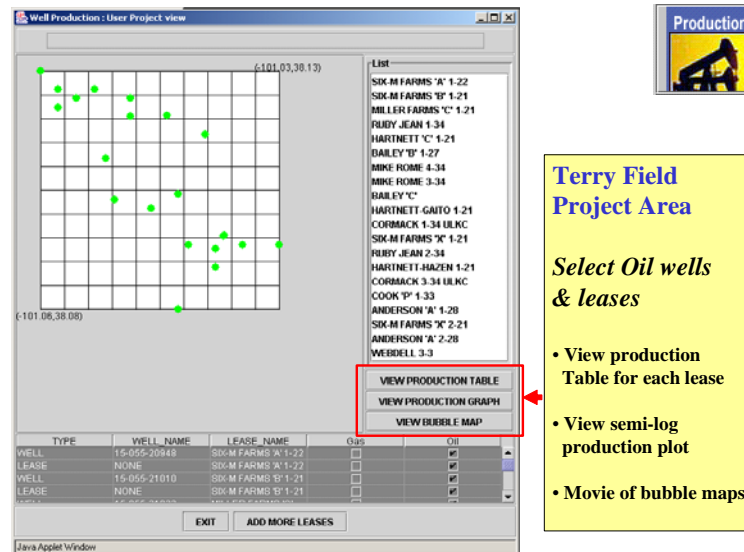 Well Production : User Project view
(-101.03,38.13)
(-101.06,38.08)
List
SIX-M FARMS 'A' 1-22
SIX-M FARMS 'B' 1-21
MILLER FARMS 'C' 1-21
RUBY JEAN 1-34
HARTNETT 'C' 1-21
BAILEY 'B' 1-27
MIKE ROME 4-34
MIKE ROME 3-34
BAILEY 'C'
HARTNETT-GAITO 1-21
CORMACK 1-34 ULKC
SIX-M FARMS 'X' 1-21
RUBY JEAN 2-34
HARTNETT-HAZEN 1-21
CORMACK 3-34 ULKC
COOK 'P' 1-33
ANDERSON 'A' 1-28
SIX-M FARMS 'X' 2-21
ANDERSON 'A' 2-28
WEBDELL 3-3
VIEW PRODUCTION TABLE
VIEW PRODUCTION GRAPH
VIEW BUBBLE MAP
TYPE WELL_NAME LEASE_NAME Gas Oil
WELL 15-055-20948 SIX-M FARMS 'A' 1-22
LEASE NONE SIX-M FARMS 'A' 1-22
WELL 15-055-21010 SIX-M FARMS 'B' 1-21
LEASE NONE SIX-M FARMS 'B' 1-21
EXIT ADD MORE LEASES
Java Applet Window
Production
Terry Field
Project Area
Select Oil wells
& leases
• View production
Table for each lease
• View semi-log
production plot
• Movie of bubble maps